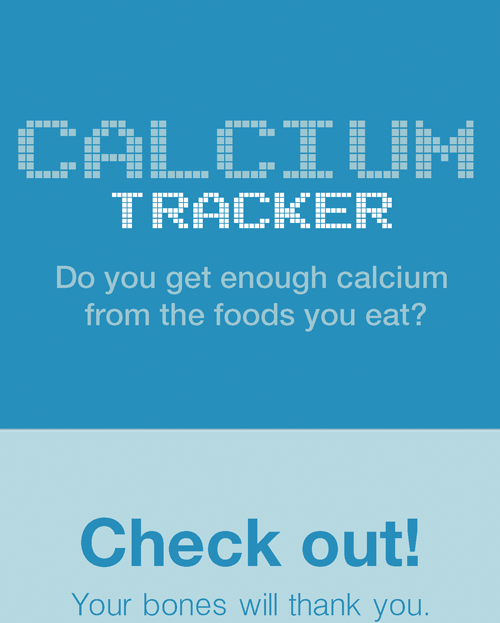 CALCIUM
TRACKER
Do you get enough calcium
from the foods you eat?
Check out!
Your bones will thank you.